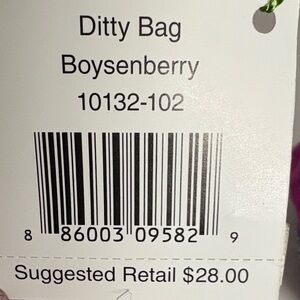 Ditty Bag
Boysenberry
10132-102
8 86003 09582 9
Suggested Retail $28.00